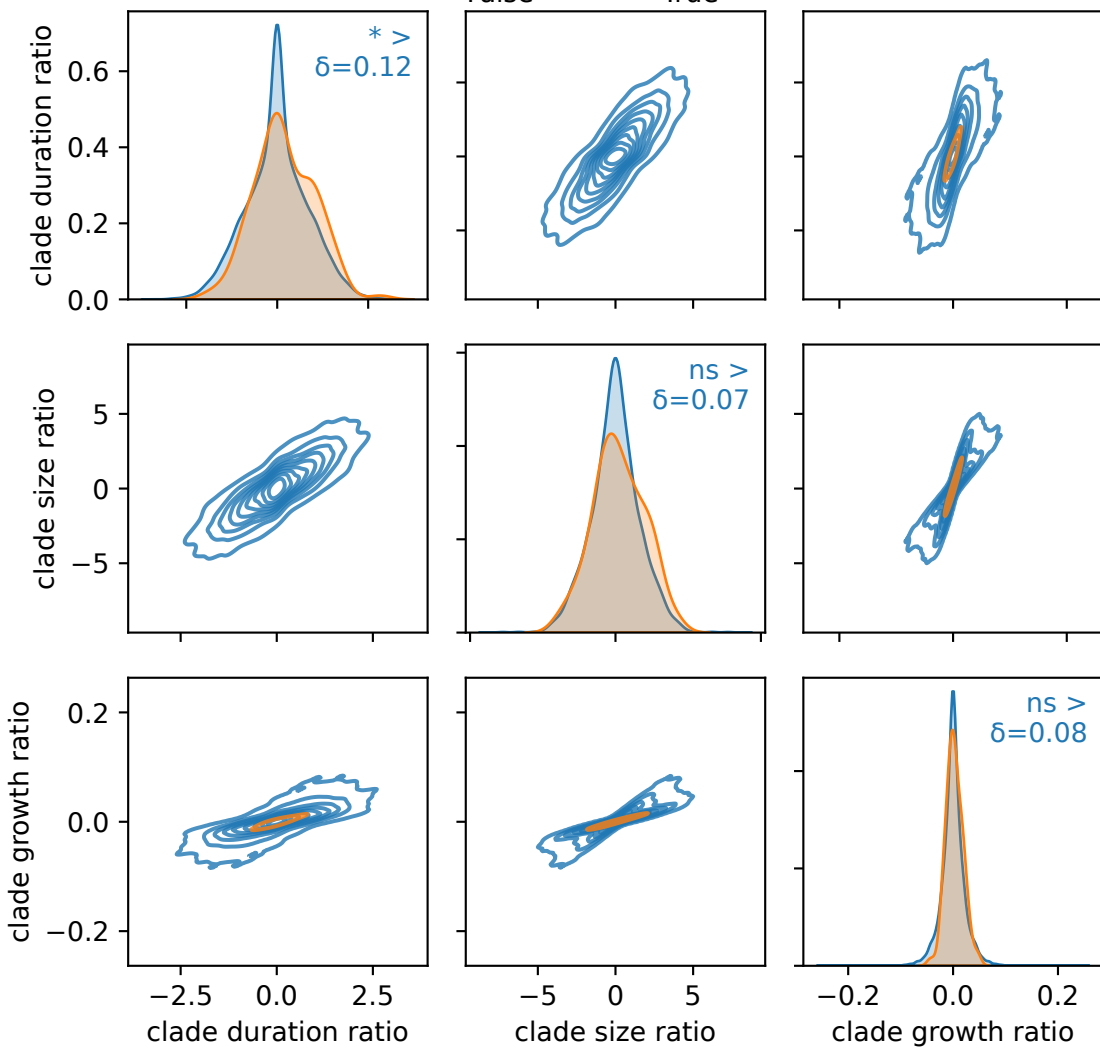 True
clade duration ratio
0.6
0.4
0.2
0.0
* >
δ=0.12
clade size ratio
5
0
−5
ns >
δ=0.07
clade growth ratio
0.2
0.0
−0.2
ns >
δ=0.08
−2.5 0.0 2.5
−5 0 5
−0.2 0.0 0.2
clade duration ratio
clade size ratio
clade growth ratio